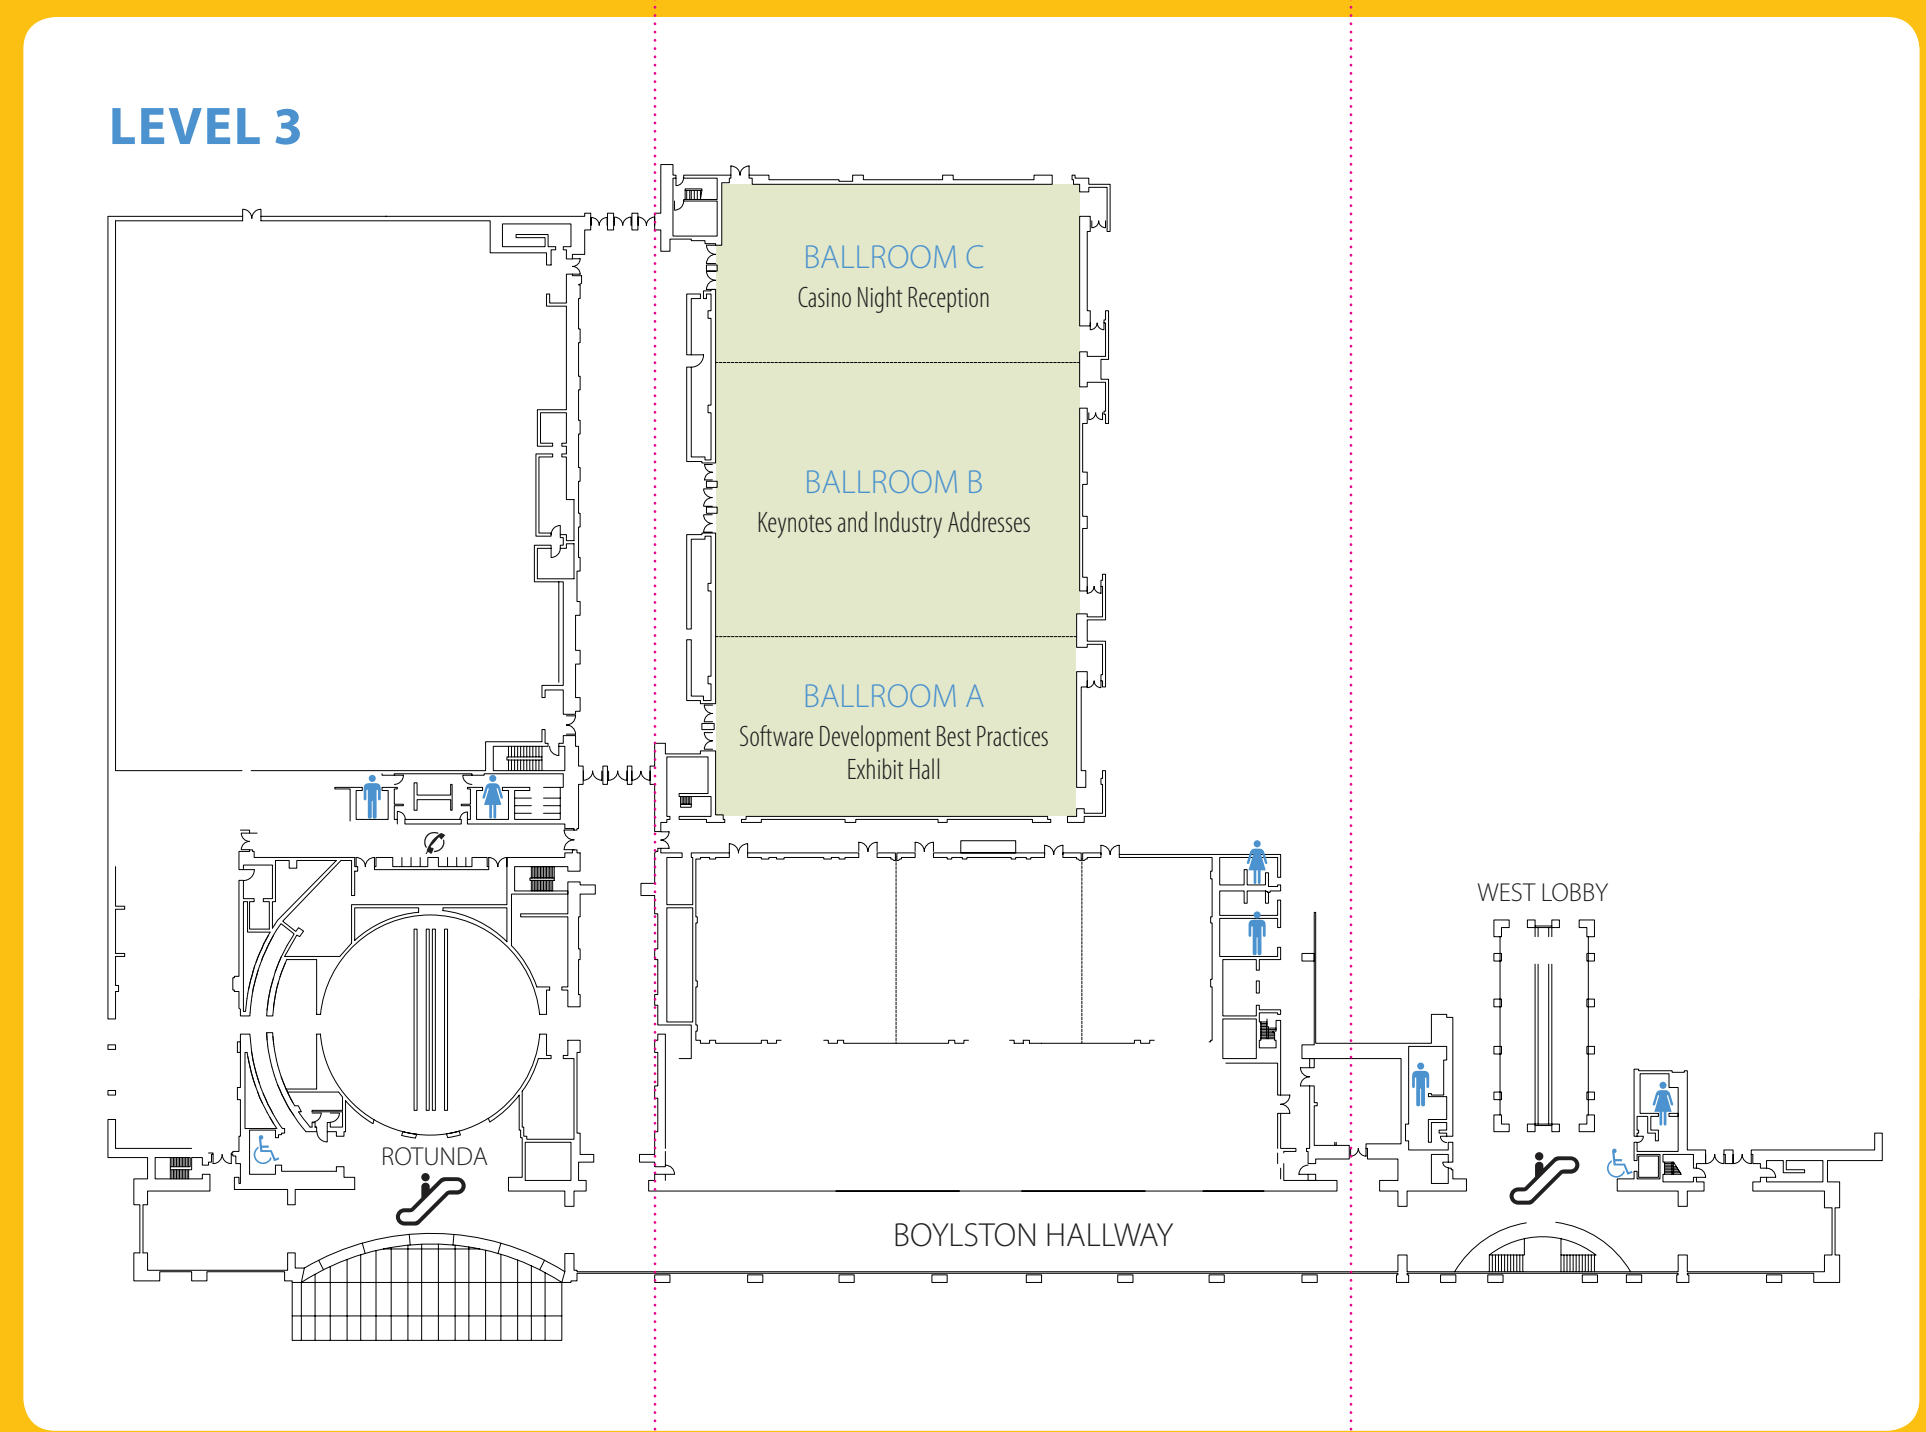 LEVEL 3
BALLROOM C
Casino Night Reception
BALLROOM B
Keynotes and Industry Addresses
BALLROOM A
Software Development Best Practices
Exhibit Hall
WEST LOBBY
ROTUNDA
BOYLSTON HALLWAY